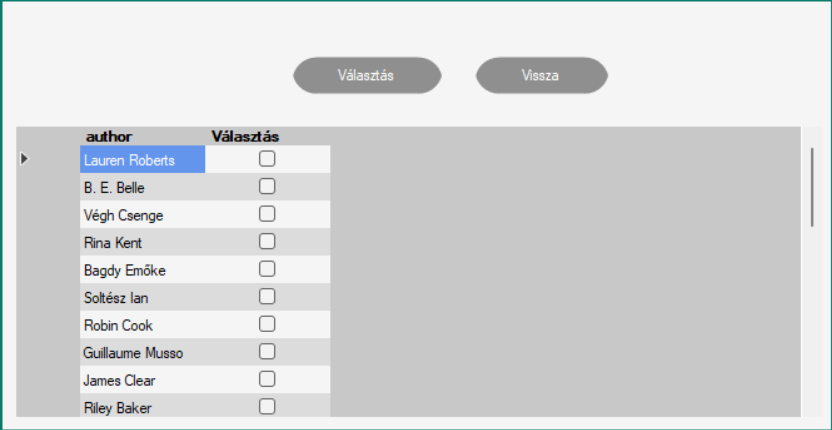 Választás Vissza
author Választás
Lauren Roberts
B. E. Belle
Végh Csenge
Rina Kent
Bagdy Emőke
Soltész Ian
Robin Cook
Guillaume Musso
James Clear
Riley Baker